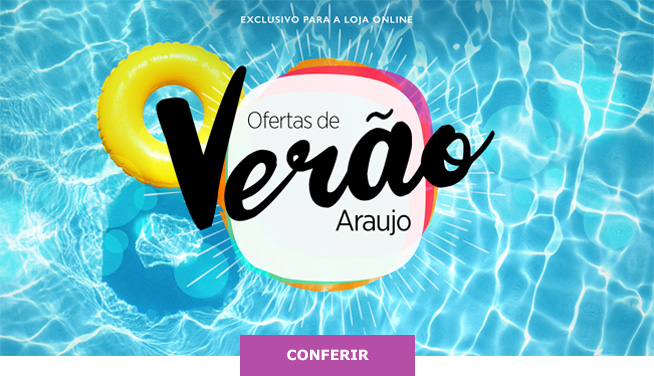 EXCLUSIVO PARA A LOJA ONLINE
Ofertas de
Verão
Araujo
CONFERIR